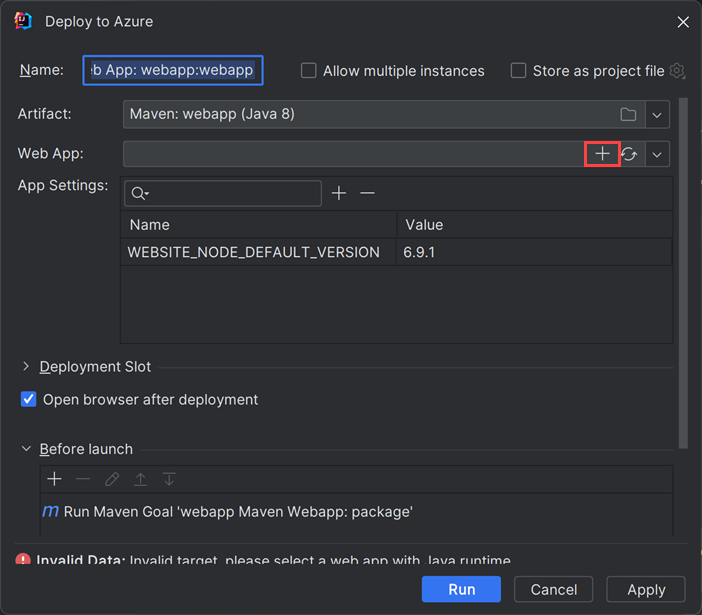 Deploy to Azure
Name: b App: webapp:webapp Allow multiple instances Store as project file
Artifact: Maven: webapp (Java 8)
Web App:
App Settings:
Name Value
WEBSITE_NODE_DEFAULT_VERSION 6.9.1
Deployment Slot
Open browser after deployment
Before launch
m Run Maven Goal 'webapp Maven Webapp: package'
Invalid Data: Invalid target, please select a web app with Java runtime
Run Cancel Apply